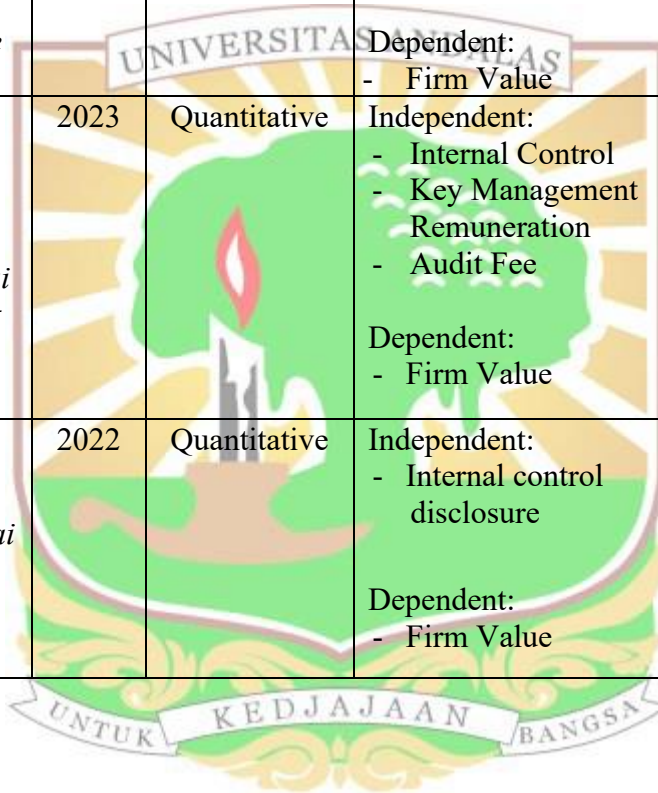 UNIVERSITAS ANDALAS
Dependent:
- Firm Value
2023 Quantitative Independent:
- Internal Control
- Key Management
Remuneration
- Audit Fee
Dependent:
- Firm Value
2022 Quantitative Independent:
- Internal control
disclosure
Dependent:
- Firm Value
UNTUK KEDJAJAAN BANGSA